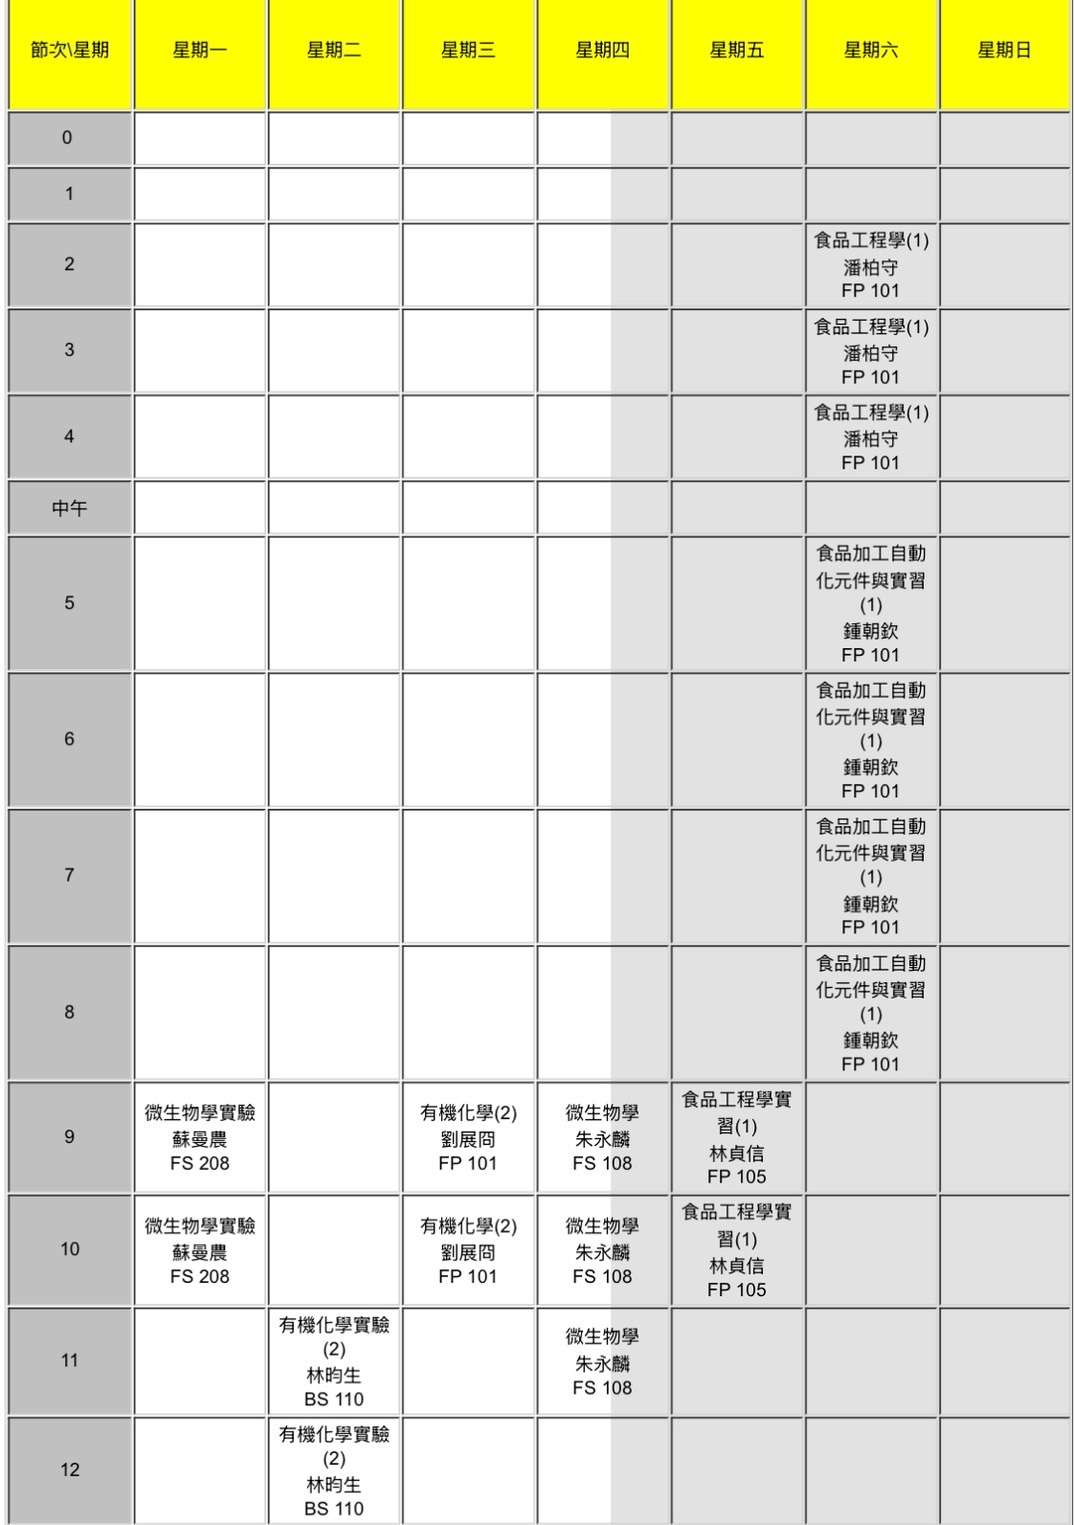 節次\星期 星期一 星期二 星期三 星期四 星期五 星期六 星期日
0
1
2
食品工程學(1)
潘柏守
FP 101
3
食品工程學(1)
潘柏守
FP 101
4
食品工程學(1)
潘柏守
FP 101
中午
5
食品加工自動
化元件與實習
(1)
鍾朝欽
FP 101
6
食品加工自動
化元件與實習
(1)
鍾朝欽
FP 101
7
食品加工自動
化元件與實習
(1)
鍾朝欽
FP 101
8
食品加工自動
化元件與實習
(1)
鍾朝欽
FP 101
9
微生物學實驗
蘇曼農
FS 208
有機化學(2)
劉展冏
FP 101
微生物學
朱永麟
FS 108
食品工程學實
習(1)
林貞信
FP 105
10
微生物學實驗
蘇曼農
FS 208
有機化學(2)
劉展冏
FP 101
微生物學
朱永麟
FS 108
食品工程學實
習(1)
林貞信
FP 105
11
有機化學實驗
(2)
林昀生
BS 110
微生物學
朱永麟
FS 108
12
有機化學實驗
(2)
林昀生
BS 110